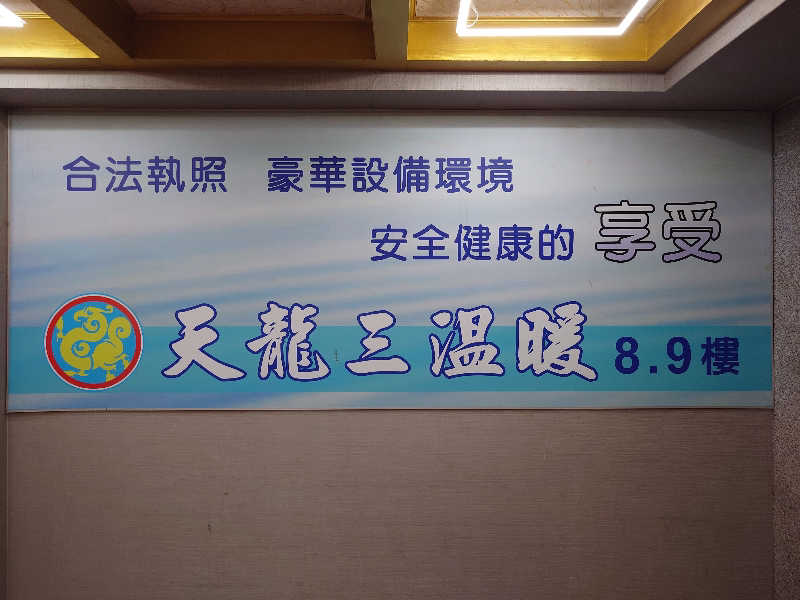 合法執照 豪華設備環境
安全健康的 享受
天龍三溫暖 8.9樓